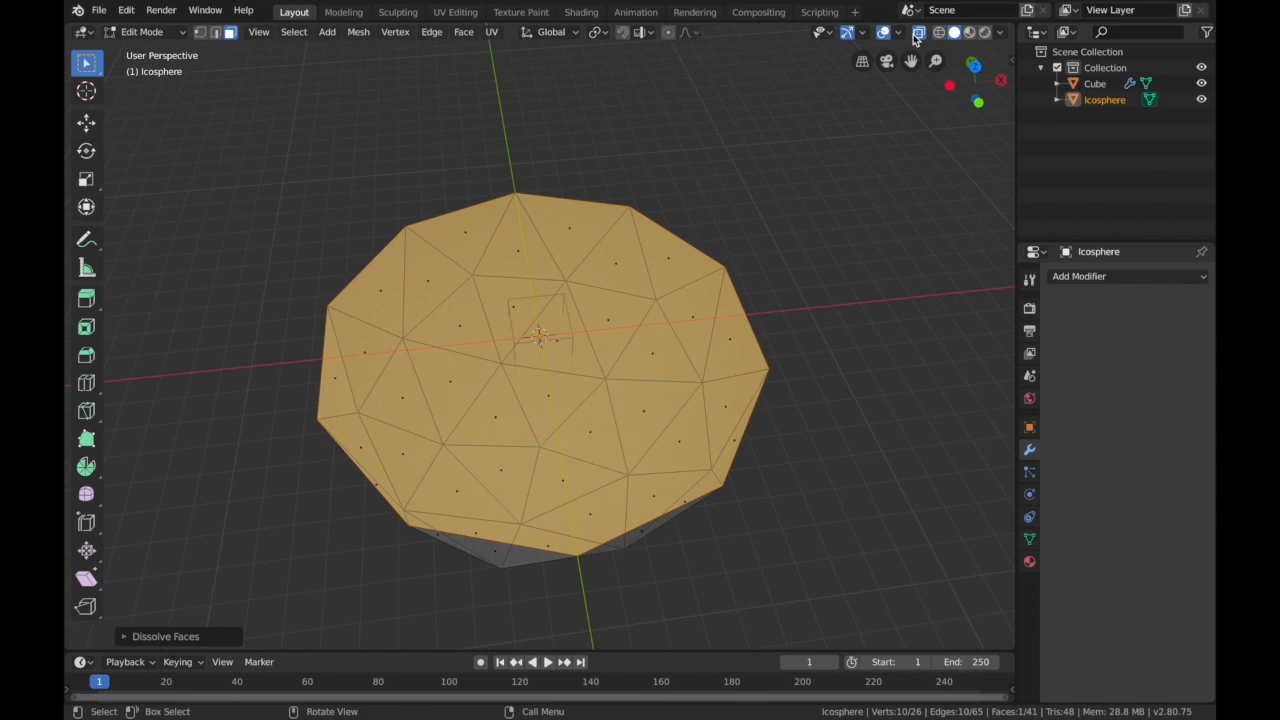 File Edit Render Window Help Layout Modeling Sculpting UV Editing Texture Paint Shading Animation Rendering Compositing Scripting + Scene View Layer
Edit Mode View Select Add Mesh Vertex Edge Face UV Global
User Perspective
(1) Icosphere
Scene Collection
Collection
Cube
Icosphere
Icosphere
Add Modifier
Z
X
Dissolve Faces
Playback Keying View Marker 1 Start: 1 End: 250
1 20 40 60 80 100 120 140 160 180 200 220 240
Select Box Select Rotate View Call Menu Icosphere | Verts:10/26 | Edges:10/65 | Faces:1/41 | Tris:48 | Mem: 28.8 MB | v2.80.75